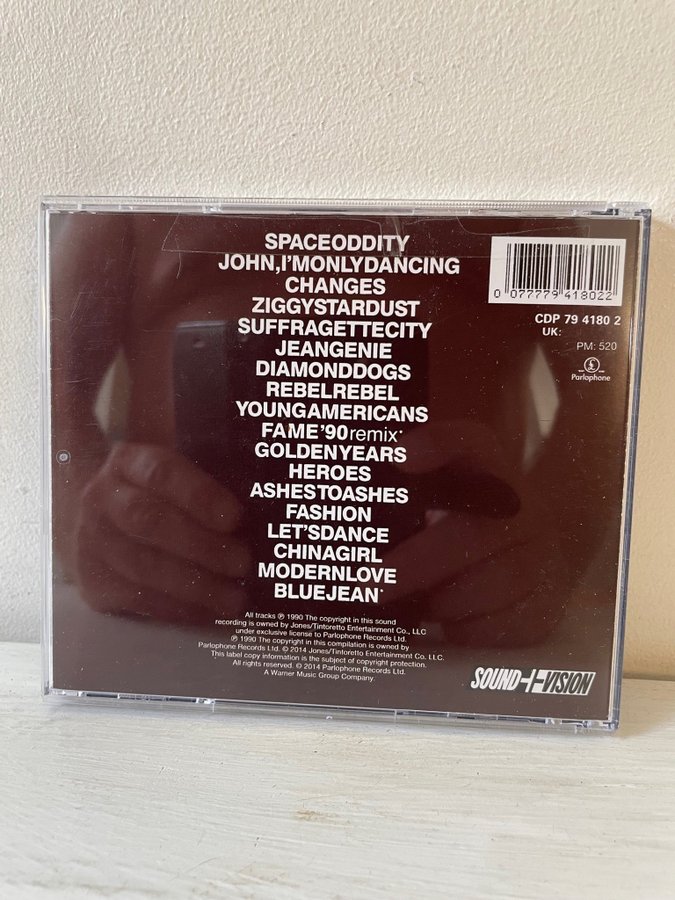 SPACEODDITY
JOHN,I'MONLYDANCING
CHANGES
ZIGGYSTARDUST
SUFFRAGETTECITY
JEANGENIE
DIAMONDDOGS
REBELREBEL
YOUNGAMERICANS
FAME'90remix*
GOLDENYEARS
HEROES
ASHESTOASHES
FASHION
LET'SDANCE
CHINAGIRL
MODERNLOVE
BLUEJEAN*
0 077779 418022
CDP 79 4180 2
UK:
PM: 520
Parlophone
All tracks ℗ 1990 The copyright in this sound
recording is owned by Jones/Tintoretto Entertainment Co., LLC
under exclusive license to Parlophone Records Ltd.
℗ 1990 The copyright in this compilation is owned by
Parlophone Records Ltd. © 2014 Jones/Tintoretto Entertainment Co. LLC.
This label copy information is the subject of copyright protection.
All rights reserved. © 2014 Parlophone Records Ltd.
A Warner Music Group Company.
SOUND+VISION